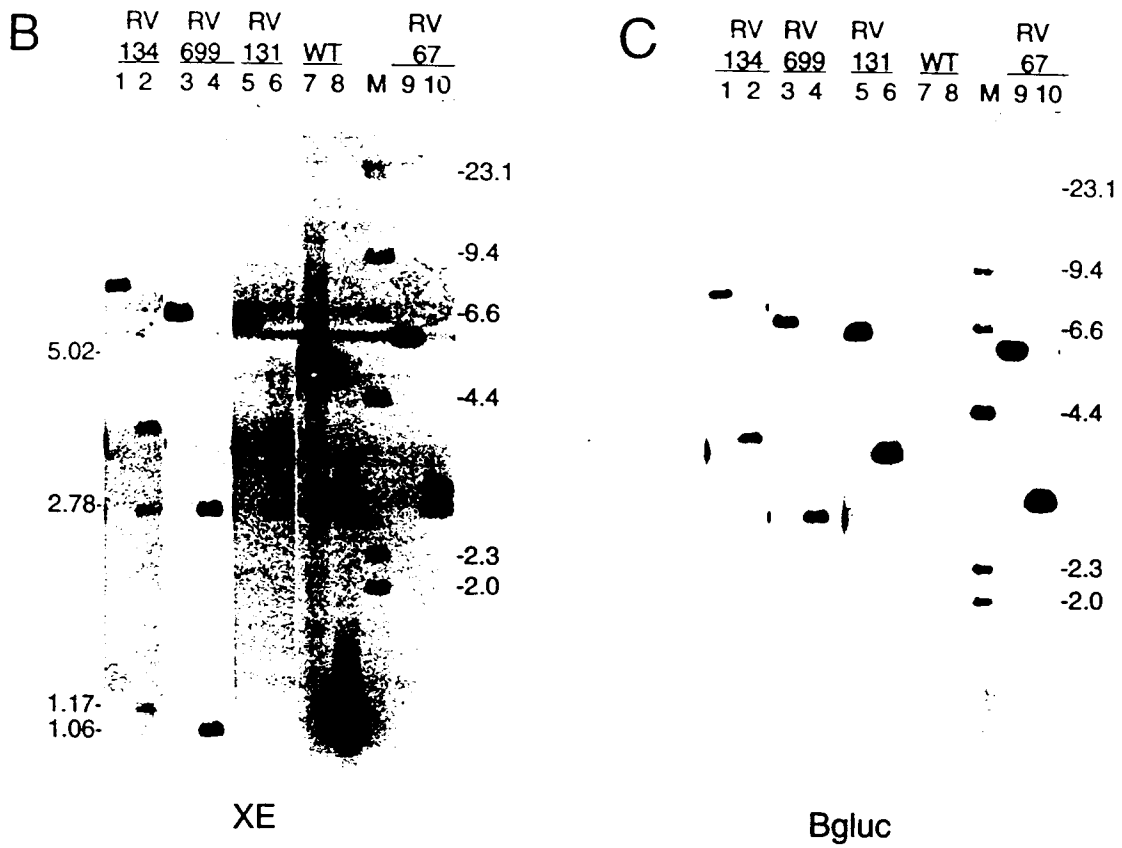 B
RV RV RV RV
134 699 131 WT 67
1 2 3 4 5 6 7 8 M 9 10
-23.1
-9.4
-6.6
5.02-
-4.4
2.78-
-2.3
-2.0
1.17-
1.06-
XE
C
RV RV RV RV
134 699 131 WT 67
1 2 3 4 5 6 7 8 M 9 10
-23.1
-9.4
-6.6
-4.4
-2.3
-2.0
Bgluc